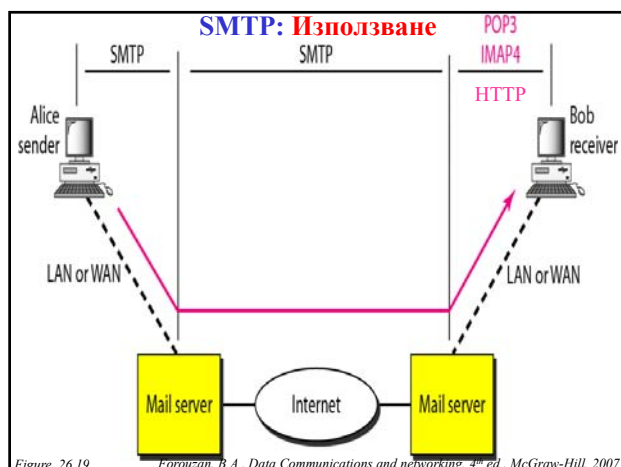 SMTP: Използване
POP3
IMAP4
SMTP
SMTP
HTTP
Alice
sender
Bob
receiver
LAN or WAN
LAN or WAN
Mail server
Internet
Mail server
Figure 26.19
Forouzan, B.A., Data Communications and networking, 4th ed., McGraw-Hill, 2007